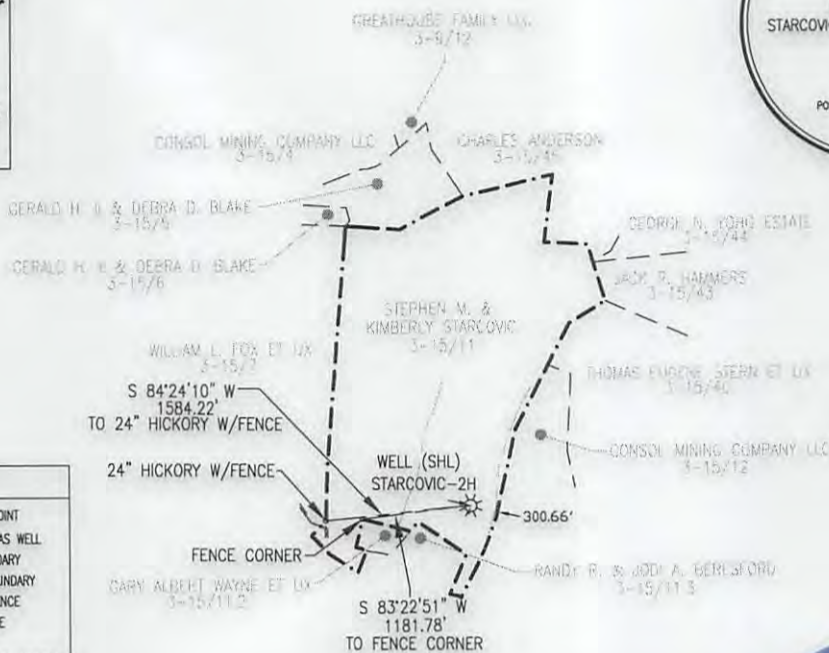 GREATHOUSE FAMILY
3-9/12
STARCOVIC
CONSOL MINING COMPANY LLC
3-15/4
CHARLES ANDERSON
3-15/45
GERALD H. II & DEBRA D. BLAKE
3-15/5
GERALD H. II & DEBRA D. BLAKE
3-15/6
GEORGE N. YOHO ESTATE
3-15/44
JACK R. HAMMERS
3-15/43
STEPHEN M. &
KIMBERLY STARCOVIC
3-15/11
WILLIAM L. FOX ET UX
3-15/7
THOMAS EUGENE STERN ET UX
3-15/40
S 84°24'10" W
1584.22'
TO 24" HICKORY W/FENCE
CONSOL MINING COMPANY LLC
3-15/12
24" HICKORY W/FENCE
WELL (SHL)
STARCOVIC-2H
300.66'
FENCE CORNER
GARY ALBERT WAYNE ET UX
3-15/11.2
RANDY R. & JODI A. BERESFORD
3-15/11.3
S 83°22'51" W
1181.78'
TO FENCE CORNER